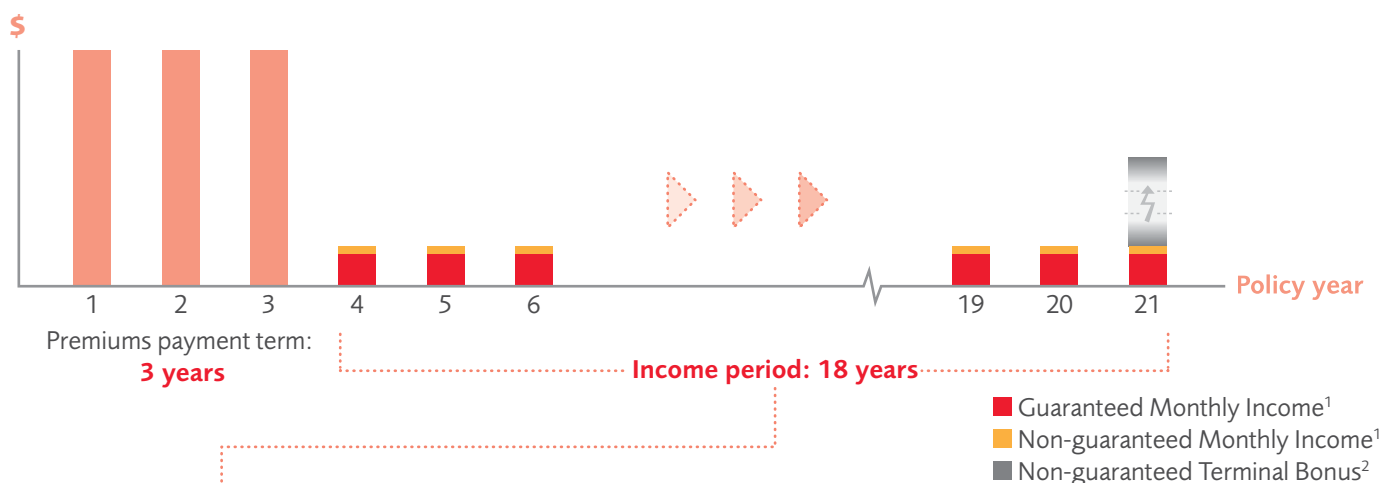 $
1 2 3 4 5 6 19 20 21
Policy year
Premiums payment term:
3 years
Income period: 18 years
Guaranteed Monthly Income¹
Non-guaranteed Monthly Income¹
Non-guaranteed Terminal Bonus²